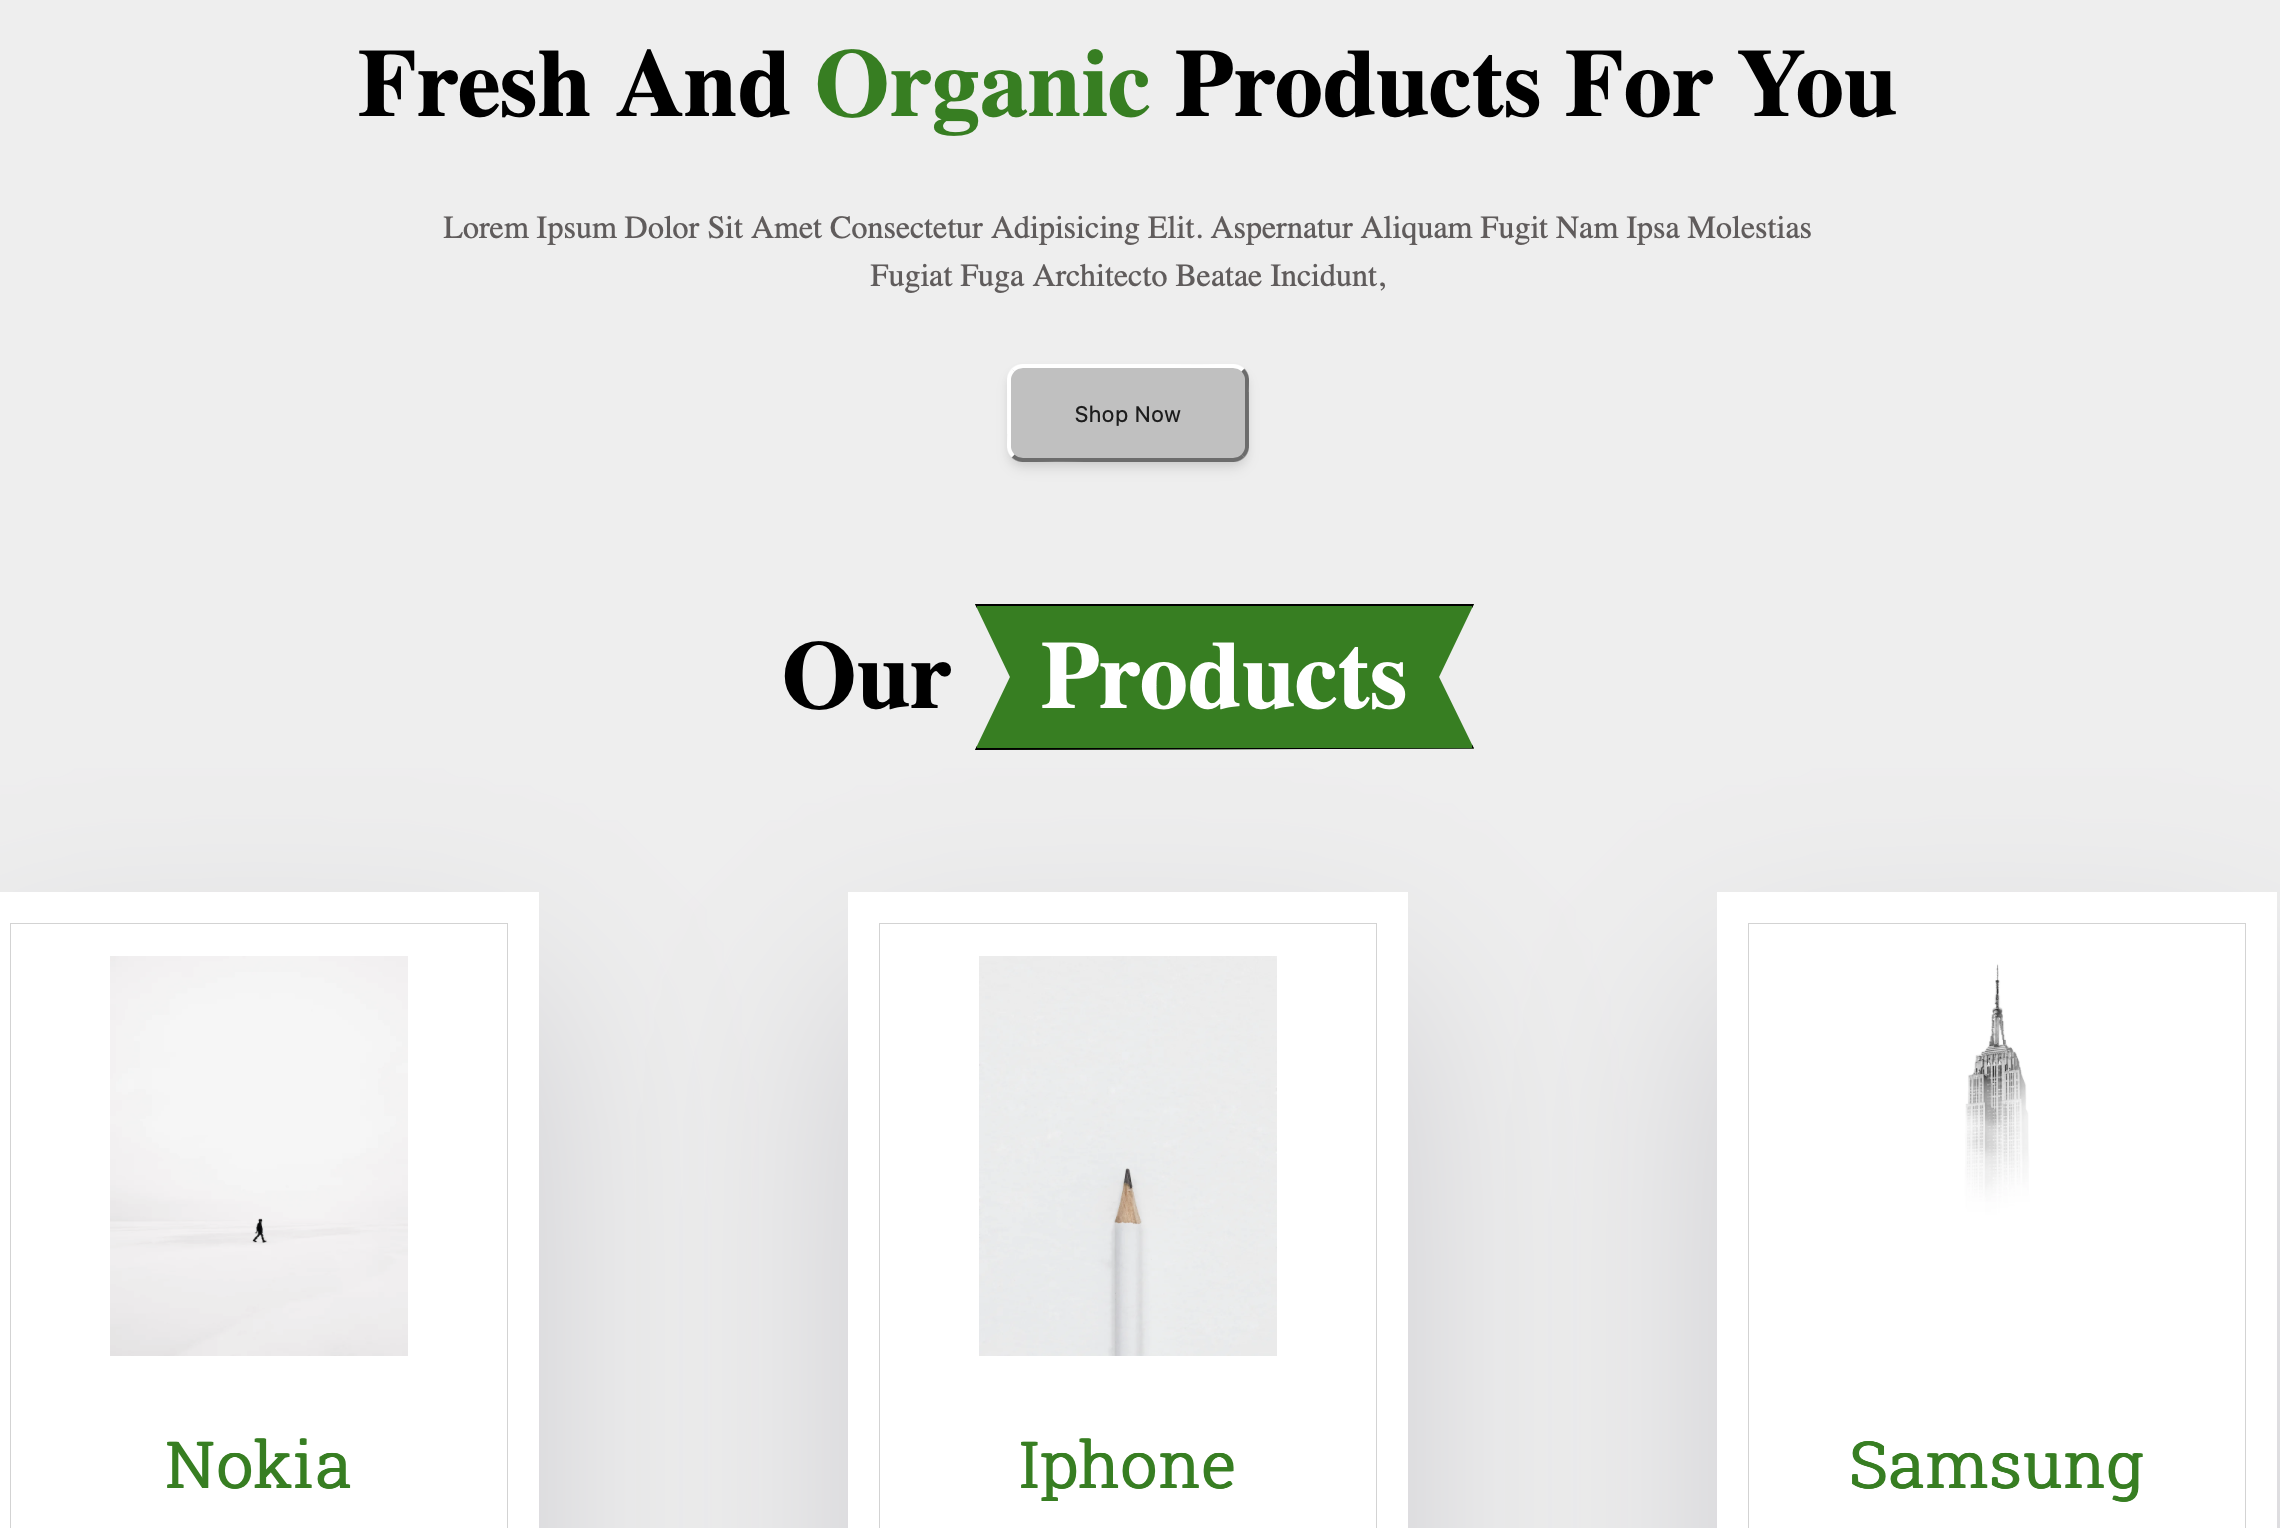 Fresh And Organic Products For You
Lorem Ipsum Dolor Sit Amet Consectetur Adipisicing Elit. Aspernatur Aliquam Fugit Nam Ipsa Molestias
Fugiat Fuga Architecto Beatae Incidunt,
Shop Now
Our Products
Nokia
Iphone
Samsung